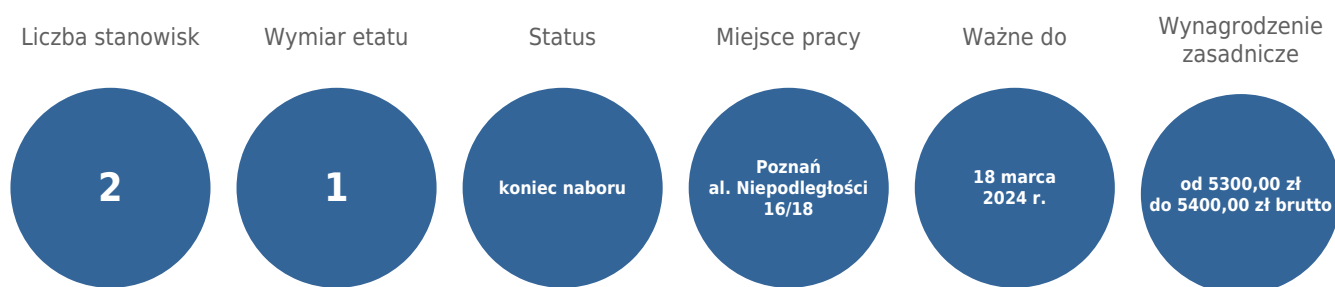 Liczba stanowisk
2
Wymiar etatu
1
Status
koniec naboru
Miejsce pracy
Poznań
al. Niepodległości
16/18
Ważne do
18 marca
2024 r.
Wynagrodzenie
zasadnicze
od 5300,00 zł
do 5400,00 zł brutto